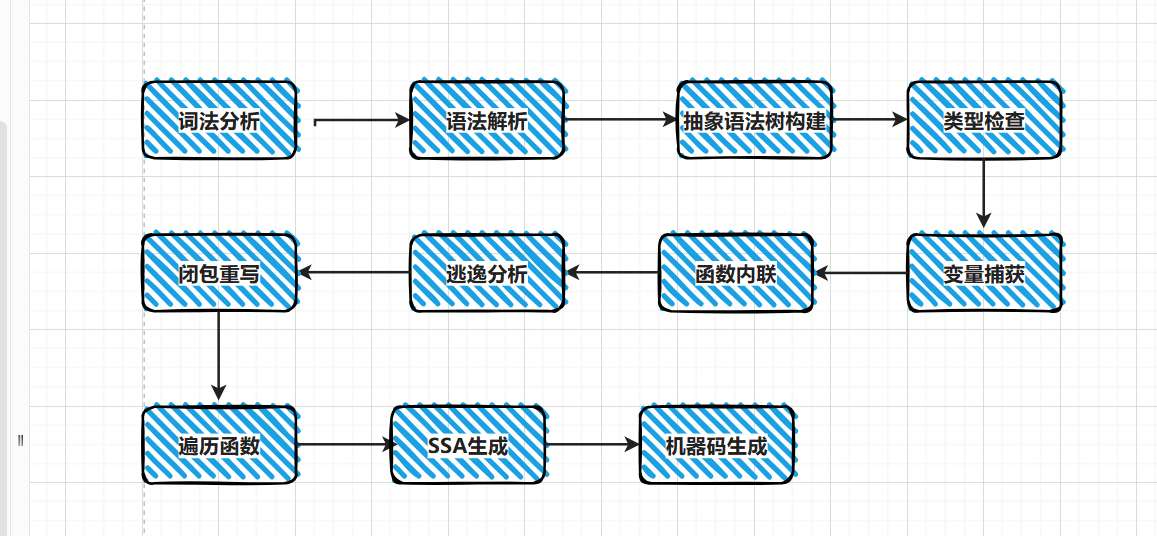 词法分析
语法解析
抽象语法树构建
类型检查
变量捕获
函数内联
逃逸分析
闭包重写
遍历函数
SSA生成
机器码生成